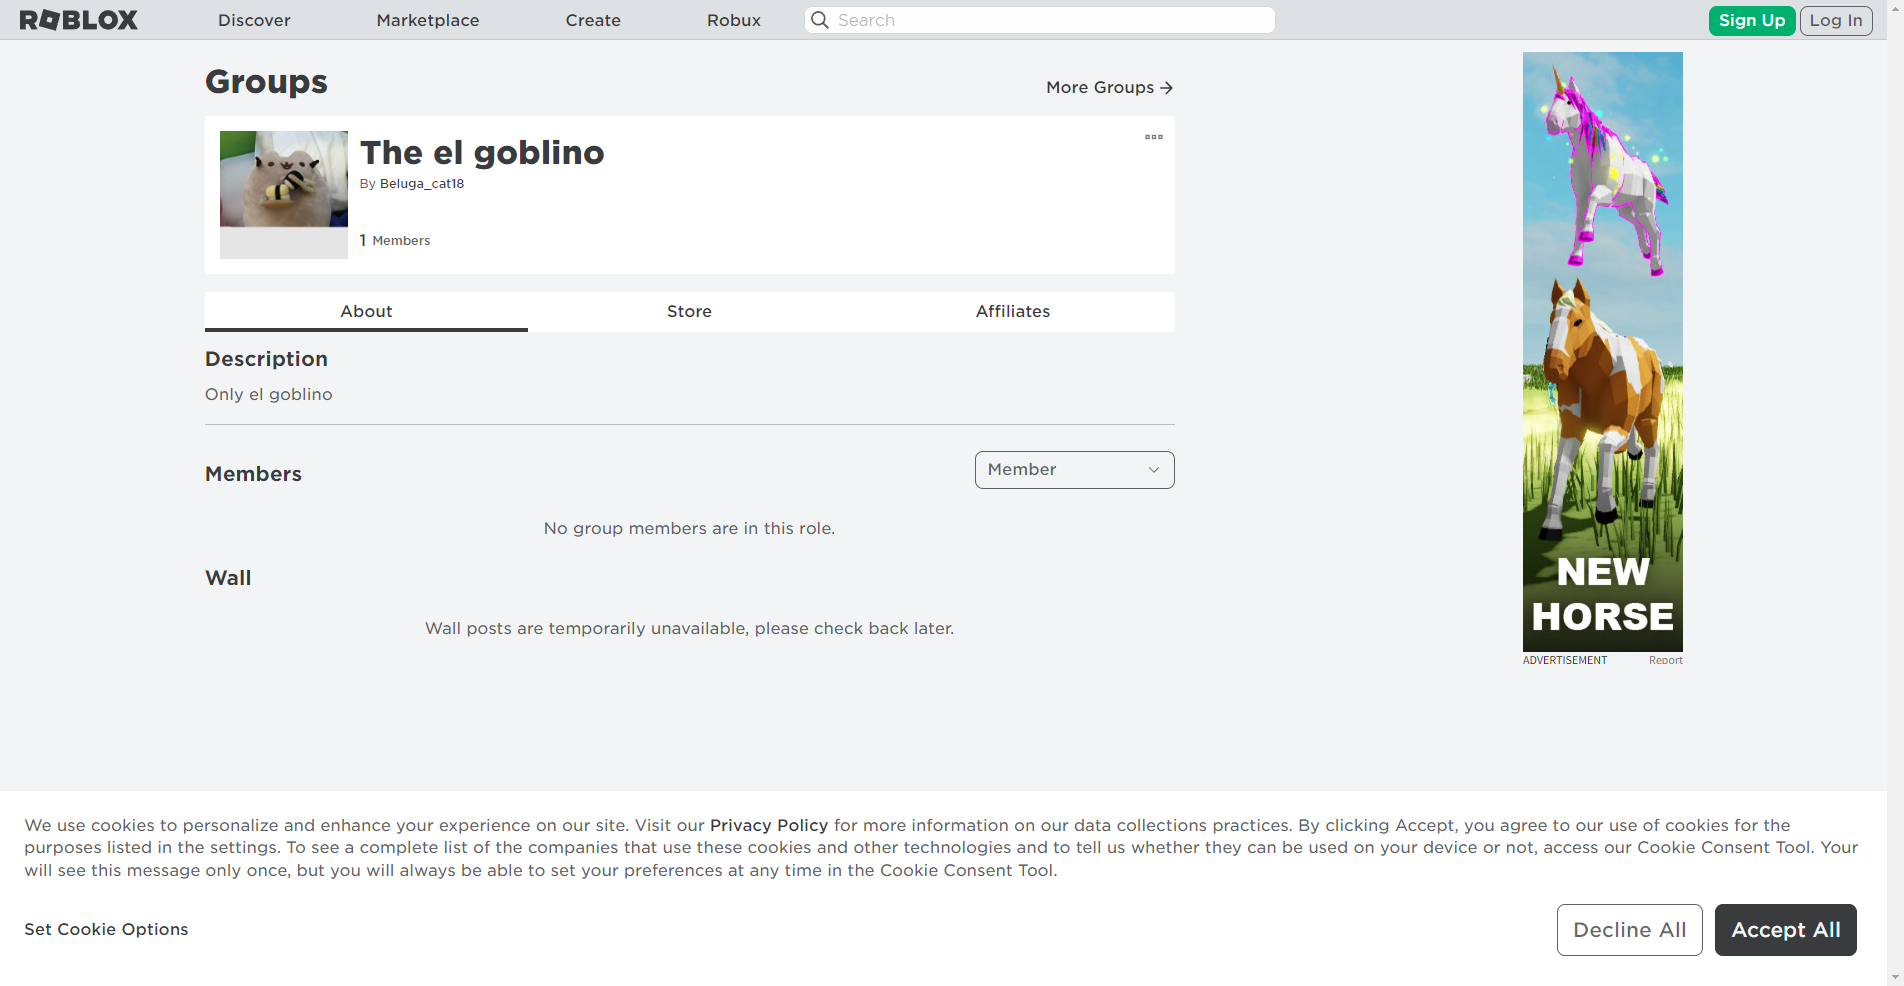 ROBLOX
Discover
Marketplace
Create
Robux
Search
Sign Up
Log In
Groups
More Groups
The el goblino
By Beluga_cat18
1 Members
About
Store
Affiliates
Description
Only el goblino
Members
Member
No group members are in this role.
Wall
Wall posts are temporarily unavailable, please check back later.
NEW
HORSE
ADVERTISEMENT
Report
We use cookies to personalize and enhance your experience on our site. Visit our Privacy Policy for more information on our data collections practices. By clicking Accept, you agree to our use of cookies for the
purposes listed in the settings. To see a complete list of the companies that use these cookies and other technologies and to tell us whether they can be used on your device or not, access our Cookie Consent Tool. Your
will see this message only once, but you will always be able to set your preferences at any time in the Cookie Consent Tool.
Set Cookie Options
Decline All
Accept All